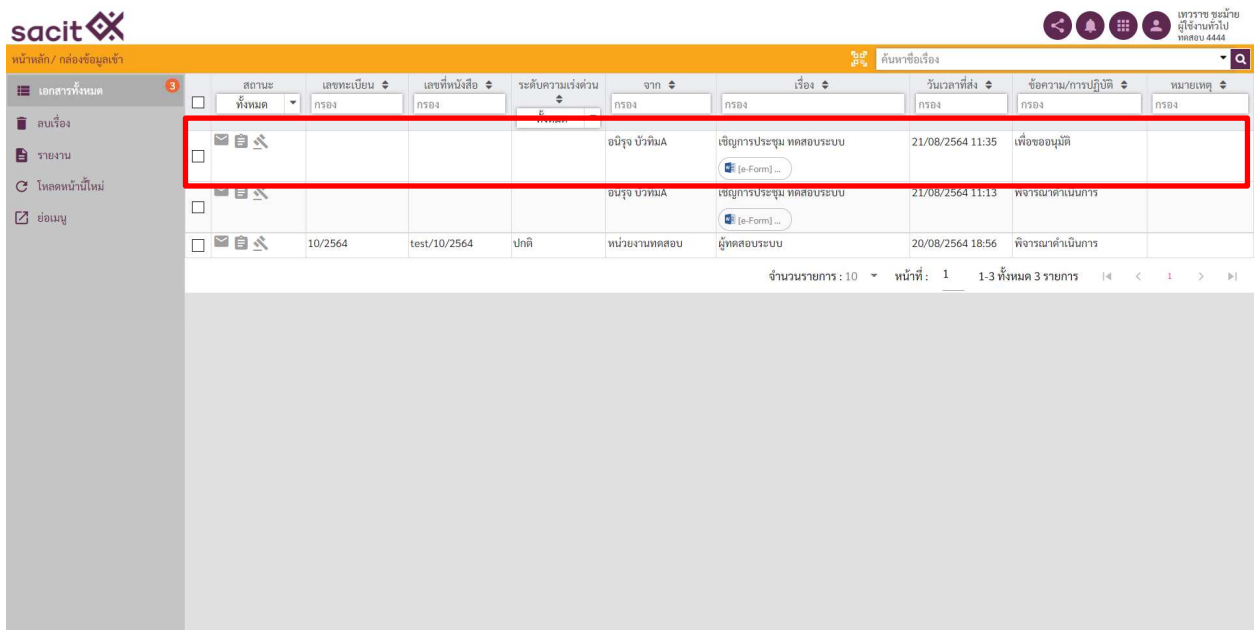 sacit
เทวราช ชะม้าย
ผู้ใช้งานทั่วไป
ทดสอบ 4444
หน้าหลัก/ กล่องข้อมูลเข้า
ค้นหาชื่อเรื่อง
เอกสารทั้งหมด 3
ลบเรื่อง
รายงาน
โหลดหน้านี้ใหม่
ย่อเมนู
สถานะ เลขทะเบียน เลขที่หนังสือ ระดับความเร่งด่วน จาก เรื่อง วันเวลาที่ส่ง ข้อความ/การปฏิบัติ หมายเหตุ
ทั้งหมด กรอง กรอง ทั้งหมด กรอง กรอง กรอง กรอง กรอง
อนิรุจ บัวทิมA เชิญการประชุม ทดสอบระบบ 21/08/2564 11:35 เพื่อขออนุมัติ
[e-Form] ...
อนิรุจ บัวทิมA เชิญการประชุม ทดสอบระบบ 21/08/2564 11:13 พิจารณาดำเนินการ
[e-Form] ...
10/2564 test/10/2564 ปกติ หน่วยงานทดสอบ ผู้ทดสอบระบบ 20/08/2564 18:56 พิจารณาดำเนินการ
จำนวนรายการ : 10 หน้าที่ : 1 1-3 ทั้งหมด 3 รายการ 1